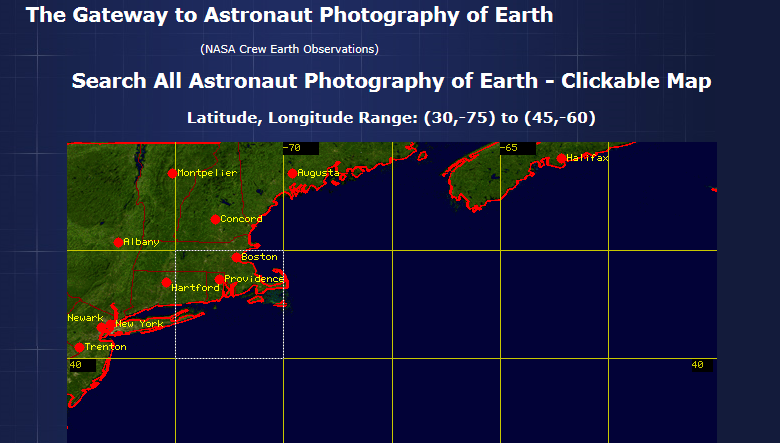 The Gateway to Astronaut Photography of Earth
(NASA Crew Earth Observations)
Search All Astronaut Photography of Earth - Clickable Map
Latitude, Longitude Range: (30,-75) to (45,-60)
-70
-65
Halifax
Montpelier
Augusta
Concord
Albany
Boston
Providence
Hartford
Newark
New York
Trenton
40
40